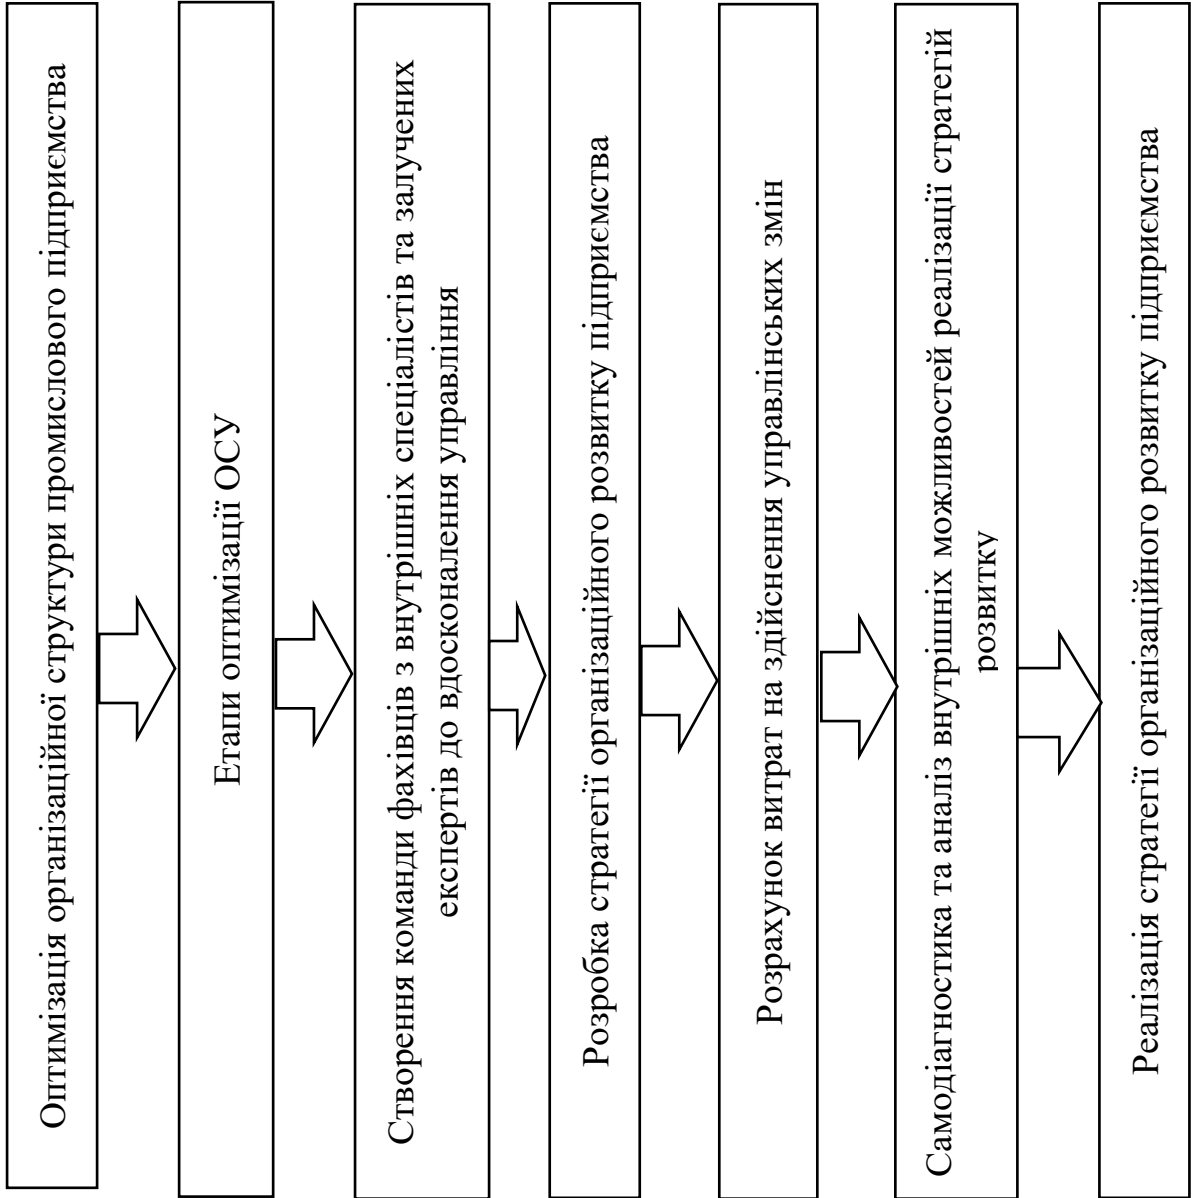 Оптимізація організаційної структури промислового підприємства
Етапи оптимізації ОСУ
Створення команди фахівців з внутрішніх спеціалістів та залучених
експертів до вдосконалення управління
Розробка стратегії організаційного розвитку підприємства
Розрахунок витрат на здійснення управлінських змін
Самодіагностика та аналіз внутрішніх можливостей реалізації стратегій
розвитку
Реалізація стратегії організаційного розвитку підприємства